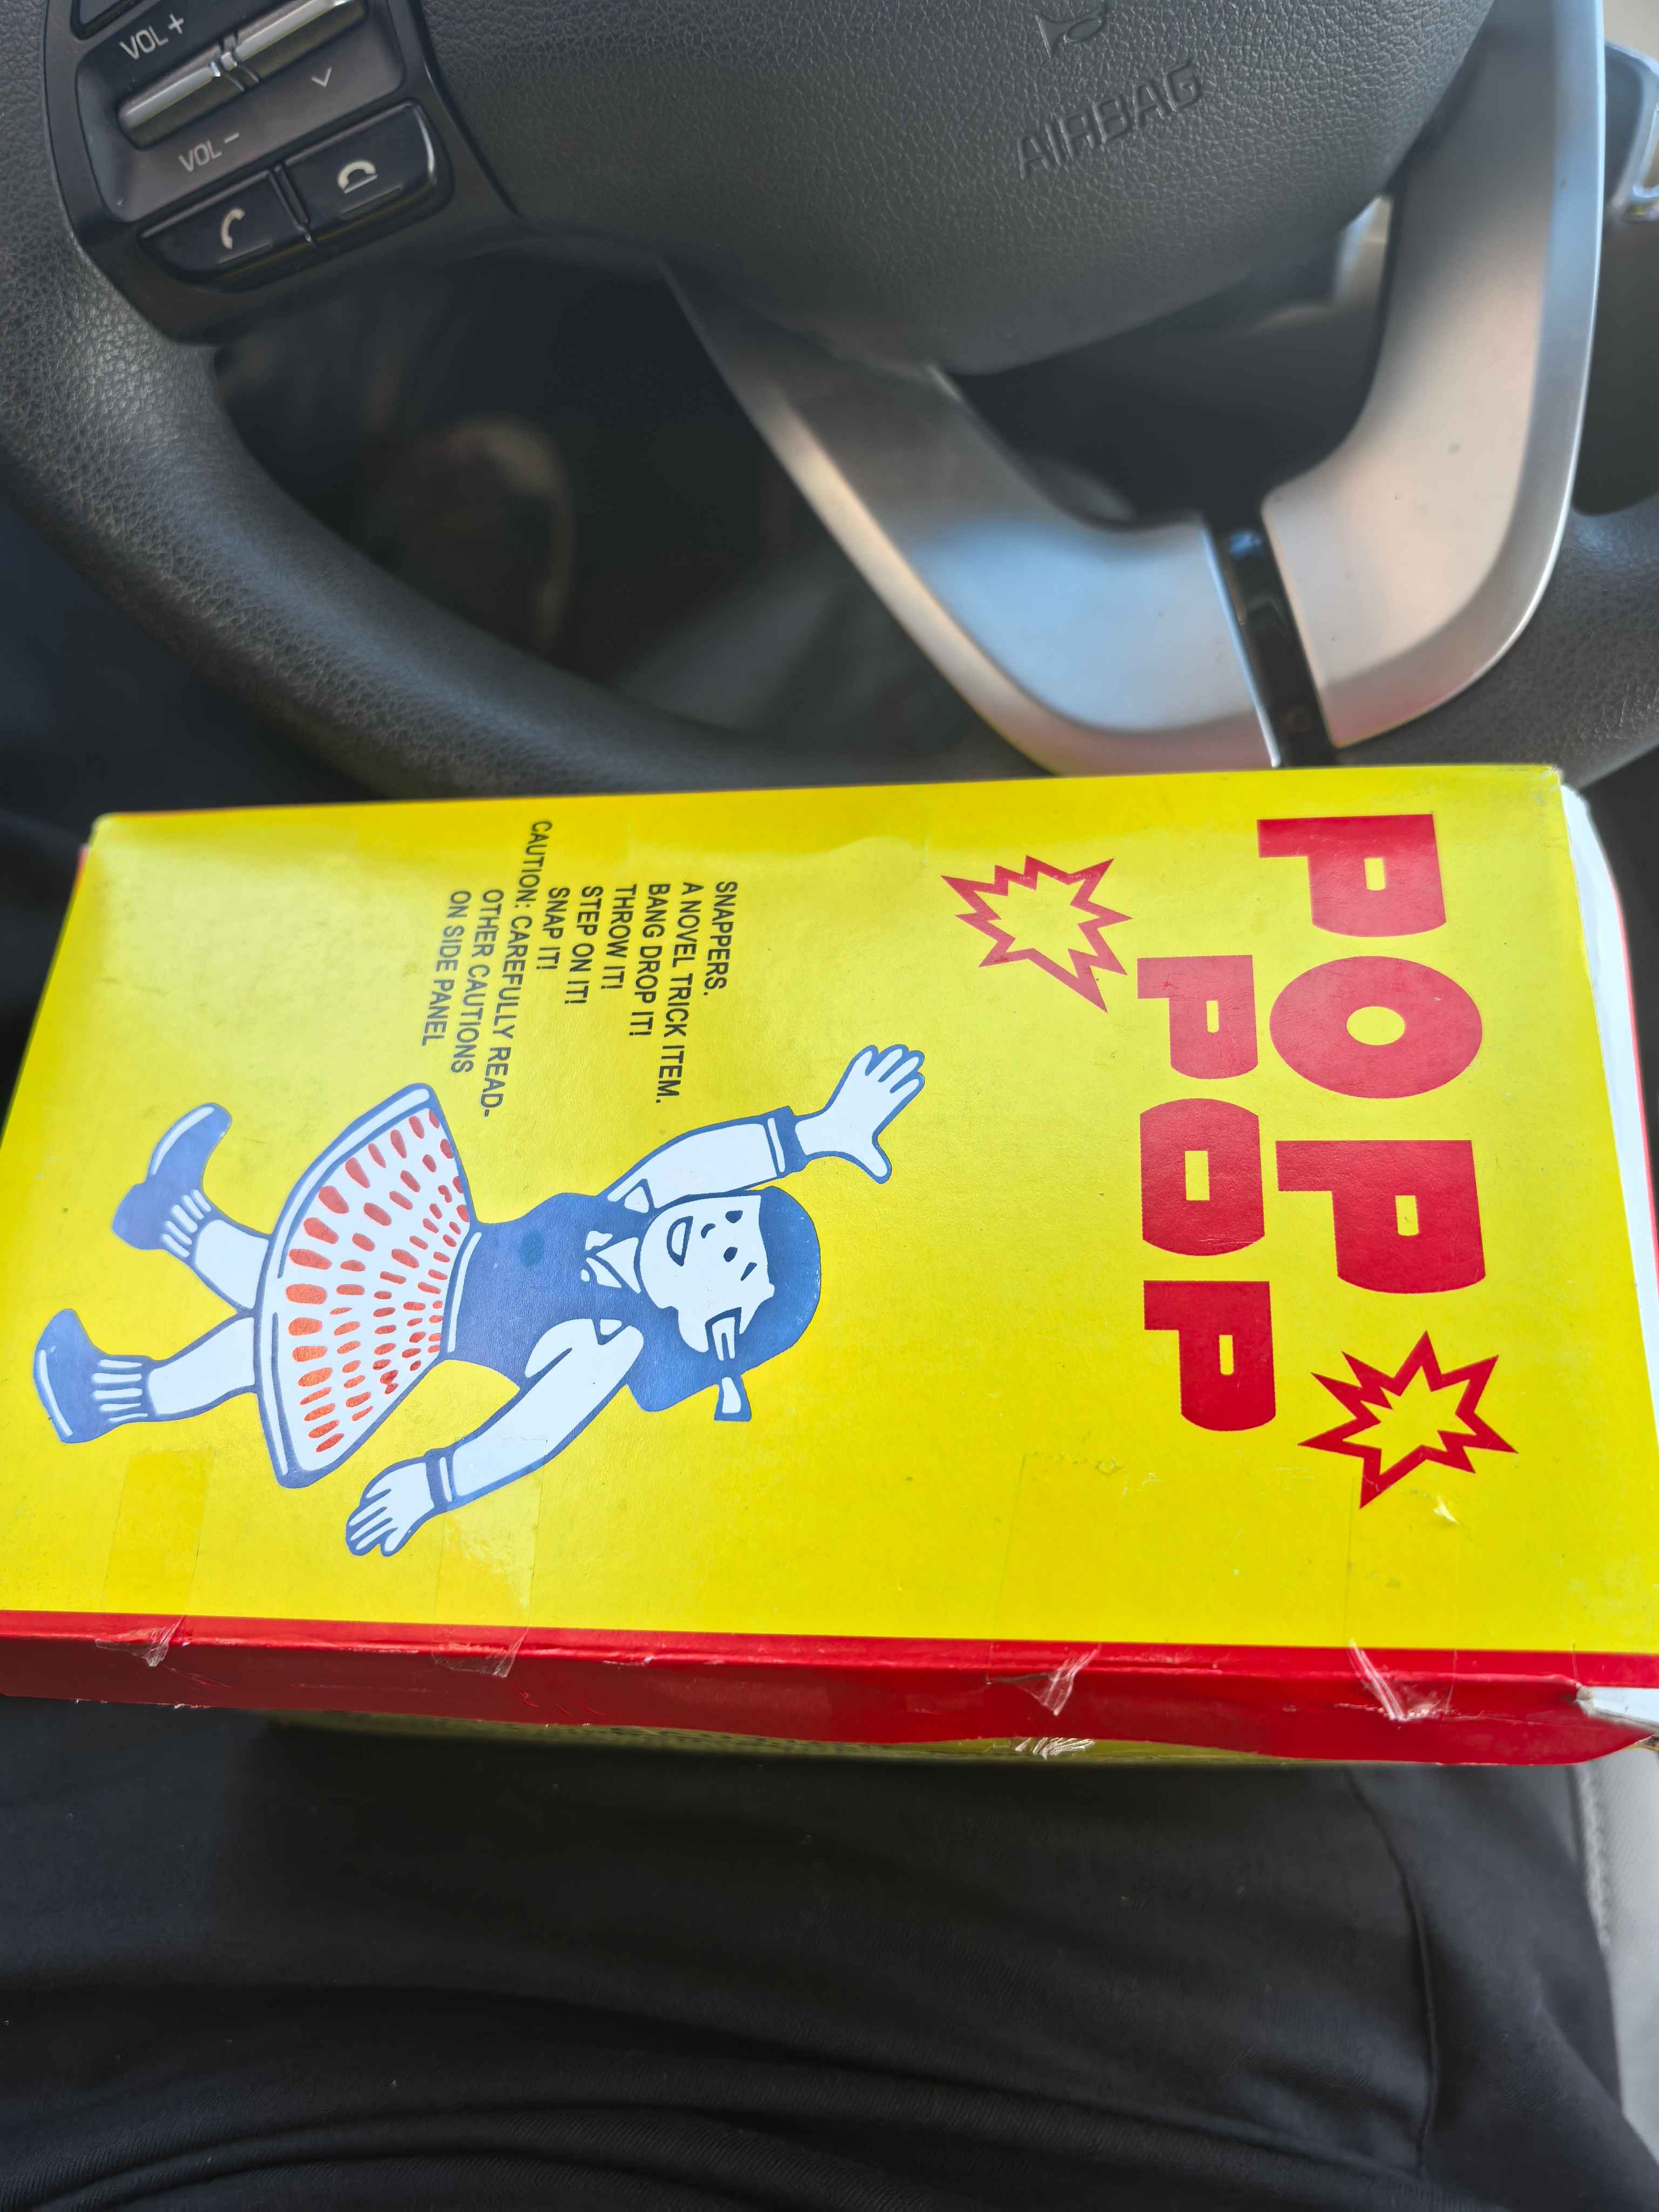 VOL +
VOL -
AIRBAG
POP
POP
SNAPPERS.
A NOVEL TRICK ITEM.
BANG DROP IT!
THROW IT!
STEP ON IT!
SNAP IT!
CAUTION: CAREFULLY READ-
OTHER CAUTIONS
ON SIDE PANEL